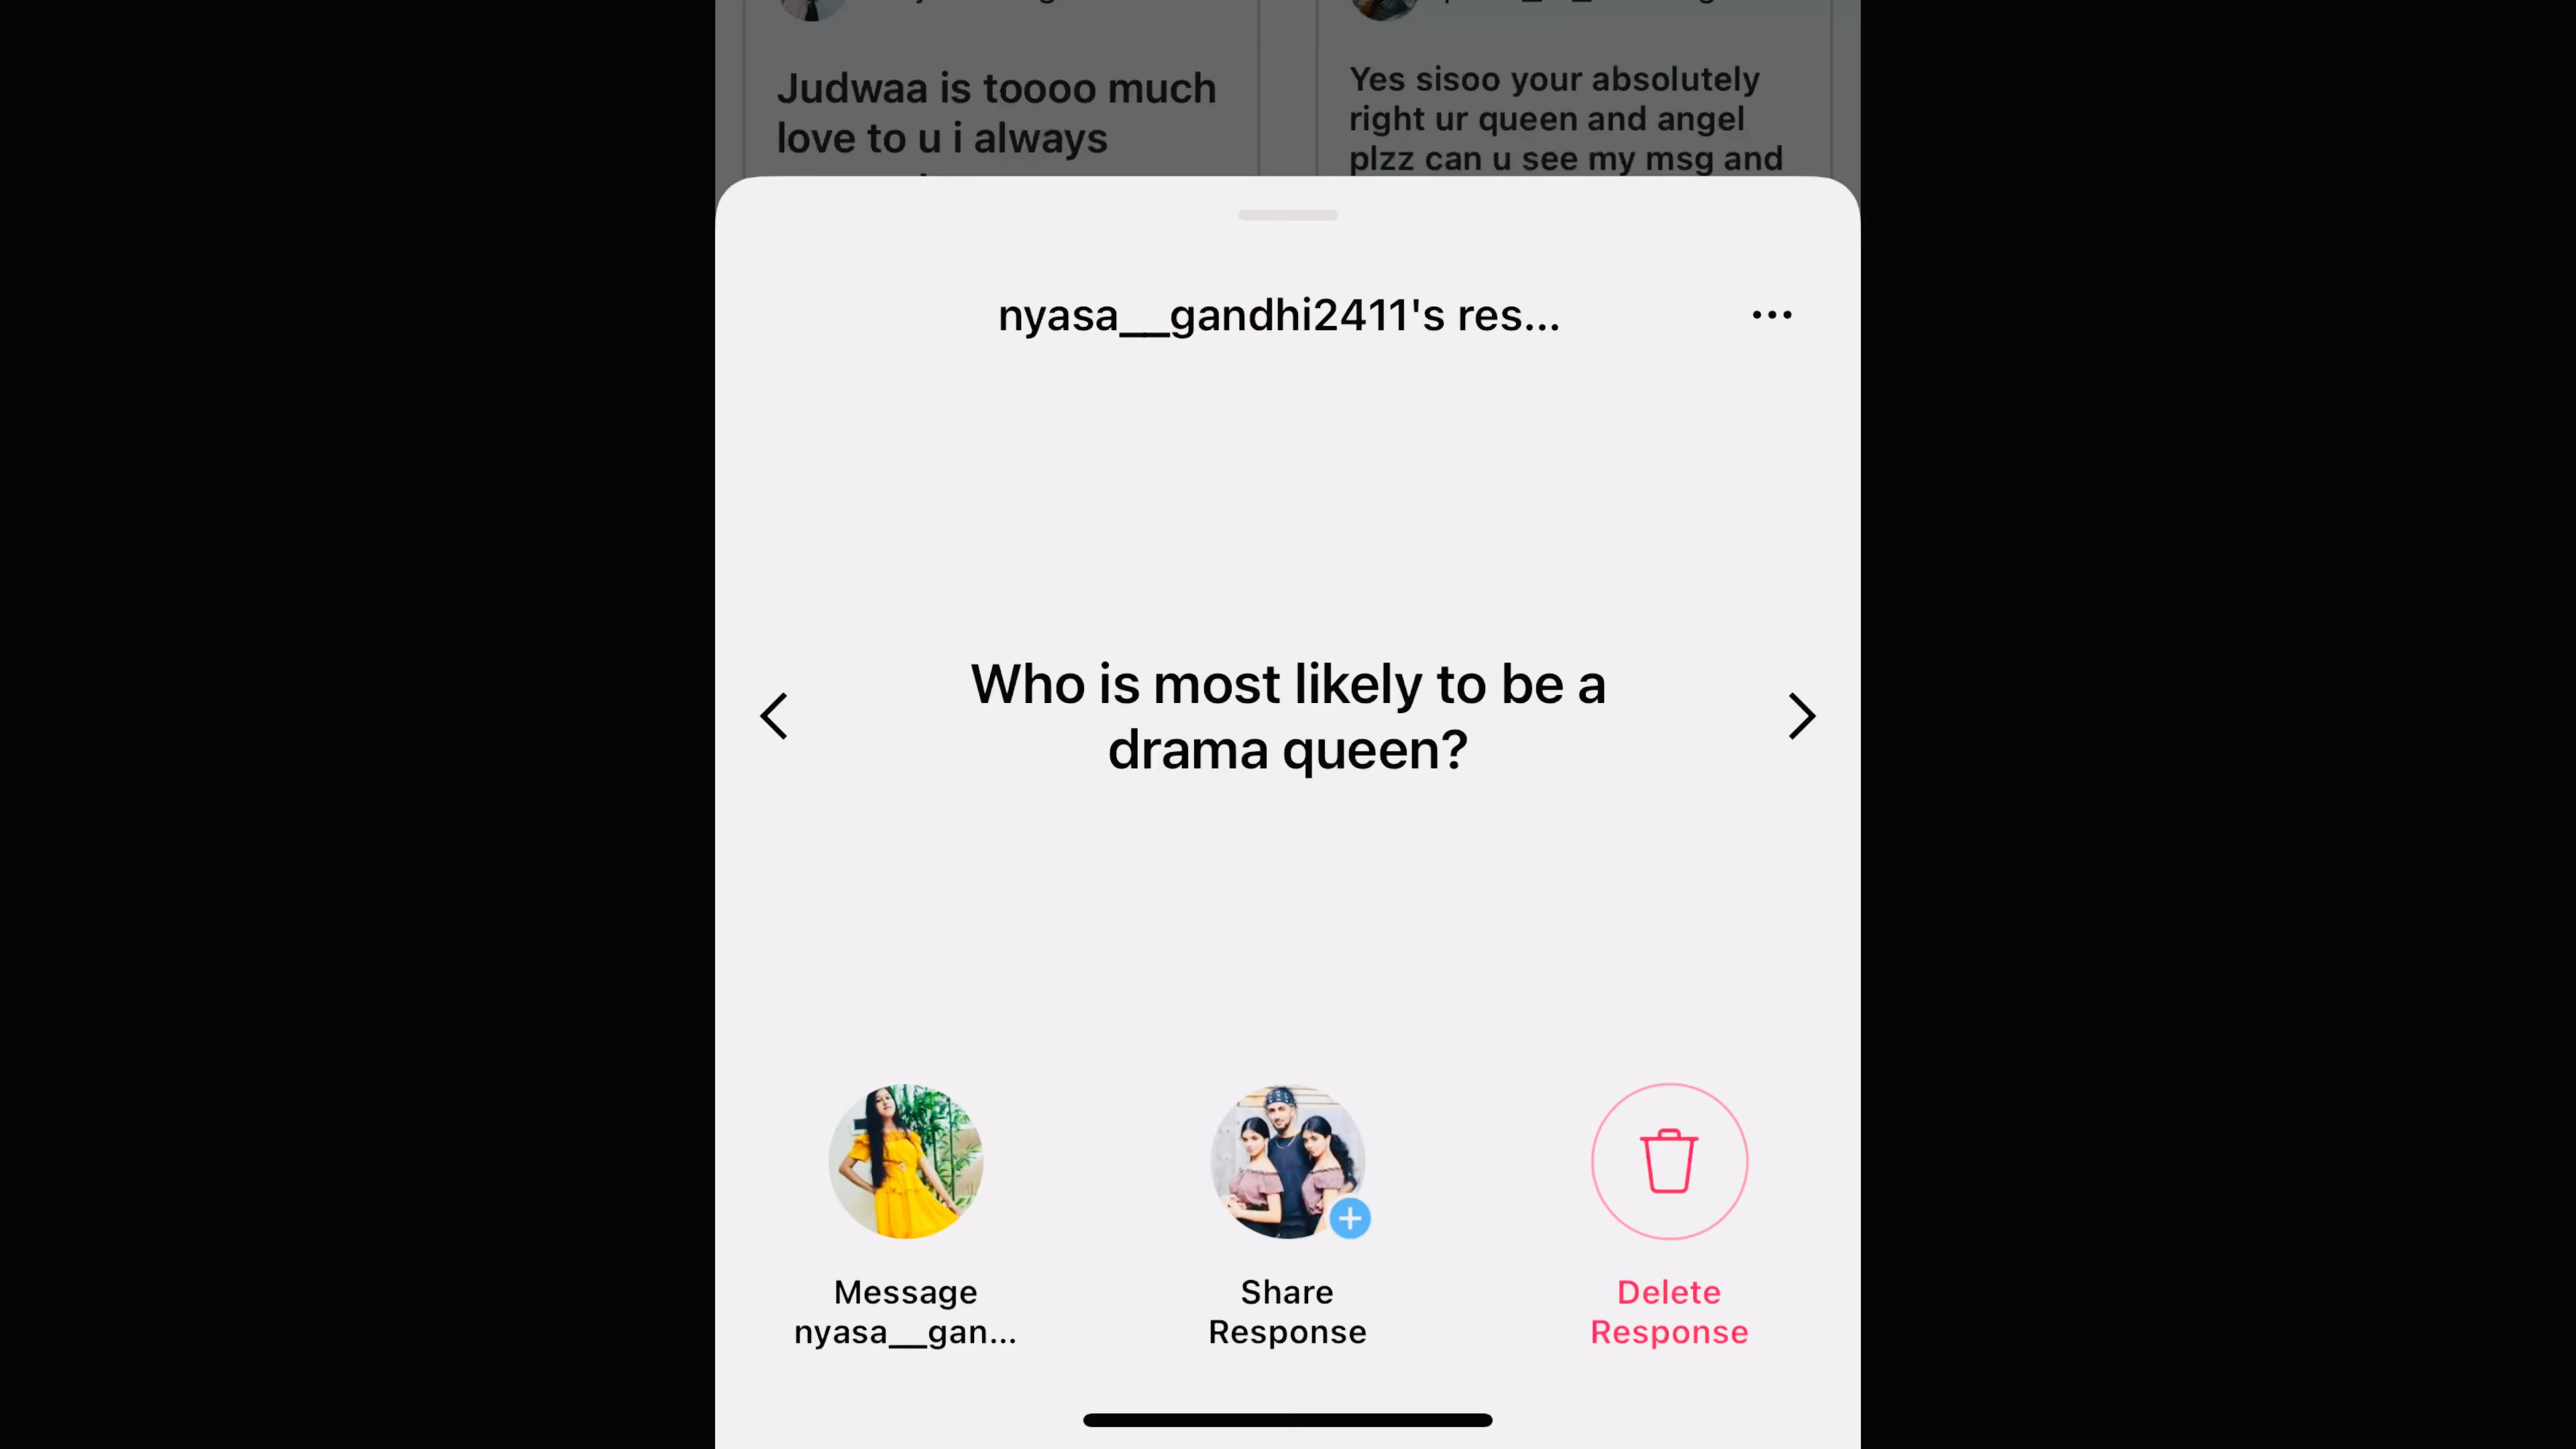 Judwaa is toooo much
love to u i always
Yes sisoo your absolutely
right ur queen and angel
plzz can u see my msg and
nyasa__gandhi2411's res...
Who is most likely to be a
drama queen?
Message
nyasa__gan...
Share
Response
Delete
Response